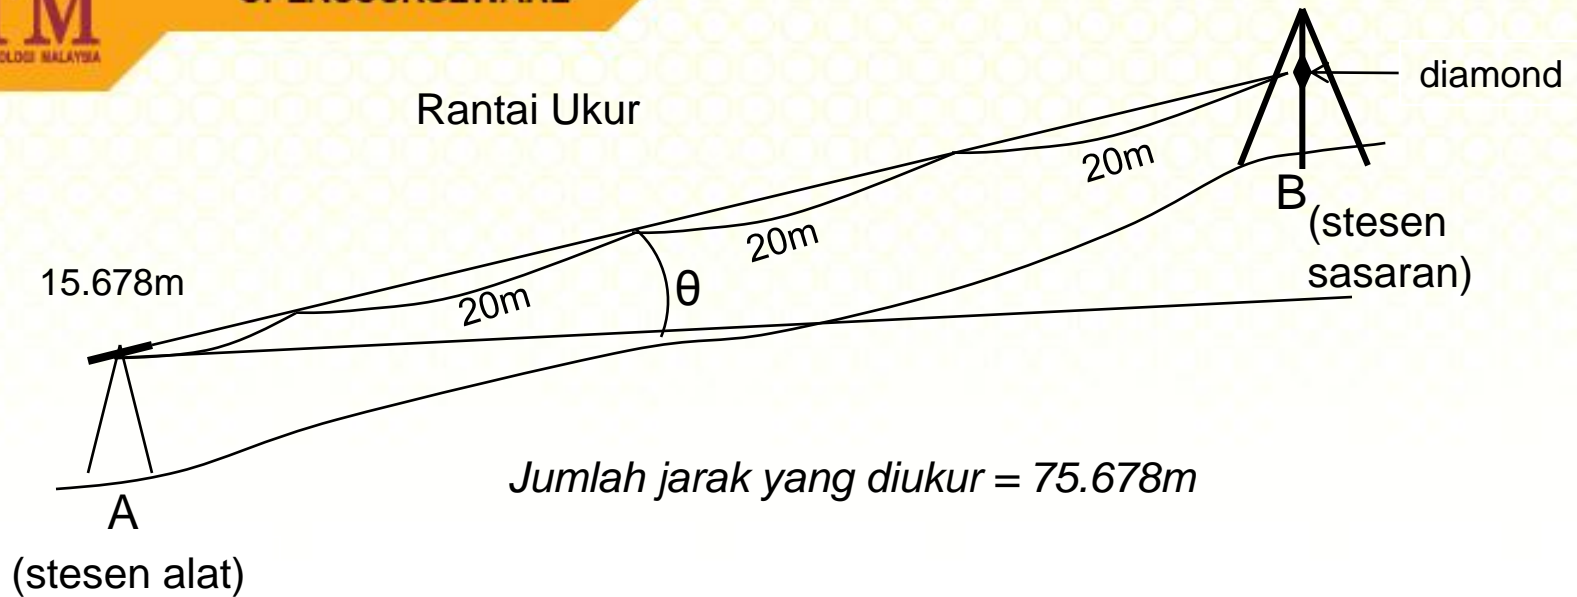 Rantai Ukur
diamond
20m
B
(stesen
sasaran)
20m
θ
15.678m
20m
Jumlah jarak yang diukur = 75.678m
A
(stesen alat)